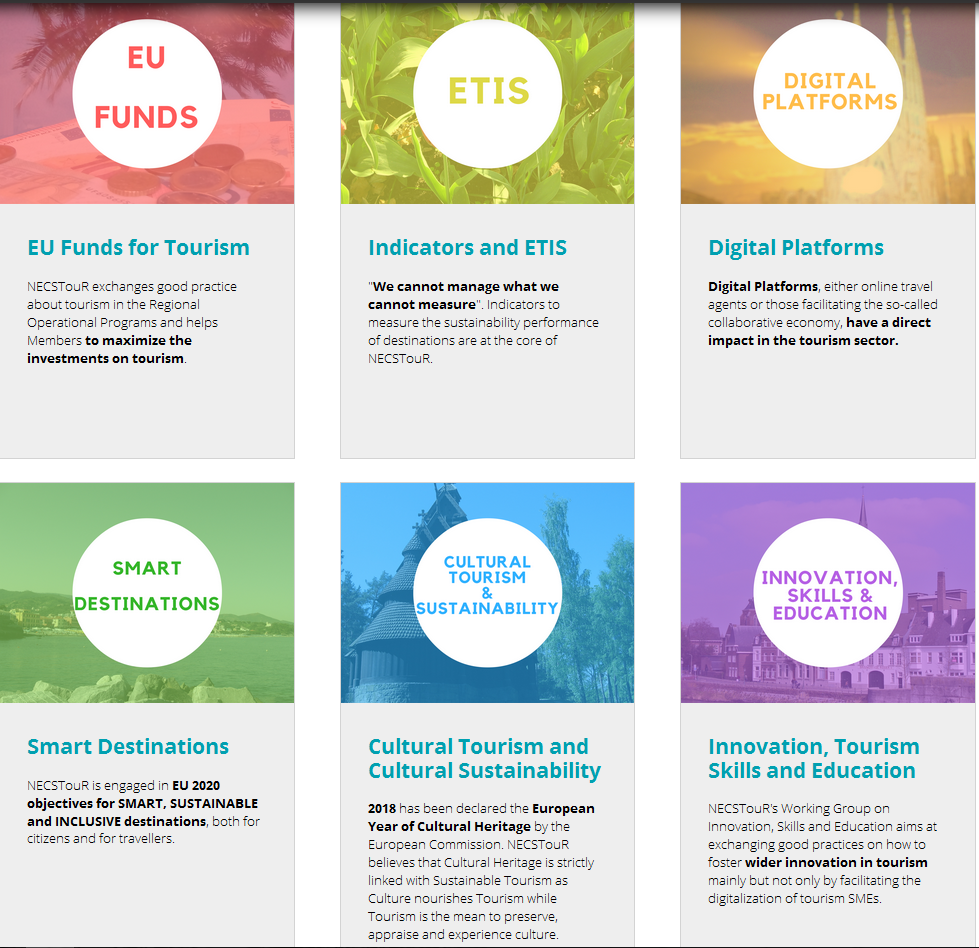 EU
FUNDS
ETIS
DIGITAL
PLATFORMS
EU Funds for Tourism
NECSTouR exchanges good practice
about tourism in the Regional
Operational Programs and helps
Members to maximize the
investments on tourism.
Indicators and ETIS
"We cannot manage what we
cannot measure". Indicators to
measure the sustainability performance
of destinations are at the core of
NECSTouR.
Digital Platforms
Digital Platforms, either online travel
agents or those facilitating the so-called
collaborative economy, have a direct
impact in the tourism sector.
SMART
DESTINATIONS
CULTURAL
TOURISM
&
SUSTAINABILITY
INNOVATION,
SKILLS &
EDUCATION
Smart Destinations
NECSTouR is engaged in EU 2020
objectives for SMART, SUSTAINABLE
and INCLUSIVE destinations, both for
citizens and for travellers.
Cultural Tourism and
Cultural Sustainability
2018 has been declared the European
Year of Cultural Heritage by the
European Commission. NECSTouR
believes that Cultural Heritage is strictly
linked with Sustainable Tourism as
Culture nourishes Tourism while
Tourism is the mean to preserve,
appraise and experience culture.
Innovation, Tourism
Skills and Education
NECSTouR's Working Group on
Innovation, Skills and Education aims at
exchanging good practices on how to
foster wider innovation in tourism
mainly but not only by facilitating the
digitalization of tourism SMEs.